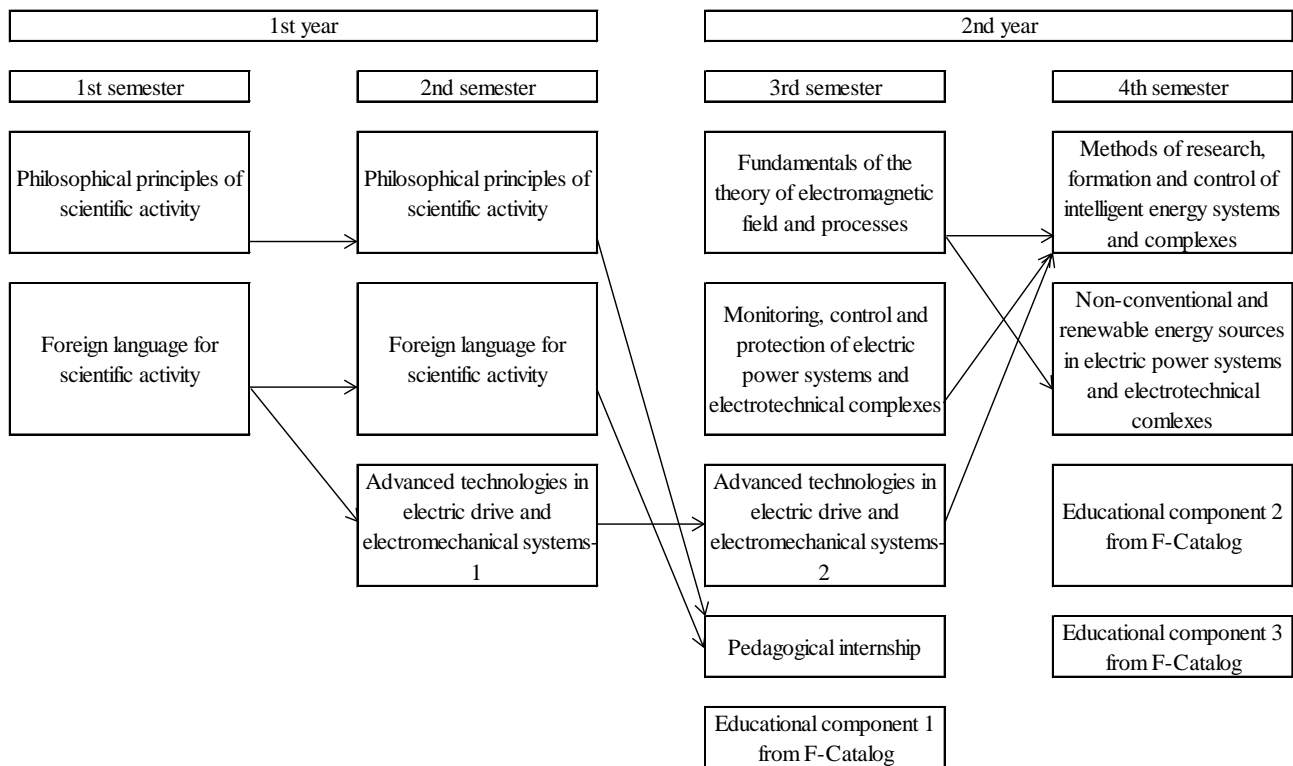 1st year
2nd year
1st semester
2nd semester
3rd semester
4th semester
Philosophical principles of
scientific activity
Philosophical principles of
scientific activity
Fundamentals of the
theory of electromagnetic
field and processes
Methods of research,
formation and control of
intelligent energy systems
and complexes
Foreign language for
scientific activity
Foreign language for
scientific activity
Monitoring, control and
protection of electric
power systems and
electrotechnical complexes
Non-conventional and
renewable energy sources
in electric power systems
and electrotechnical
comlexes
Advanced technologies in
electric drive and
electromechanical systems-
1
Advanced technologies in
electric drive and
electromechanical systems-
2
Educational component 2
from F-Catalog
Pedagogical internship
Educational component 3
from F-Catalog
Educational component 1
from F-Catalog